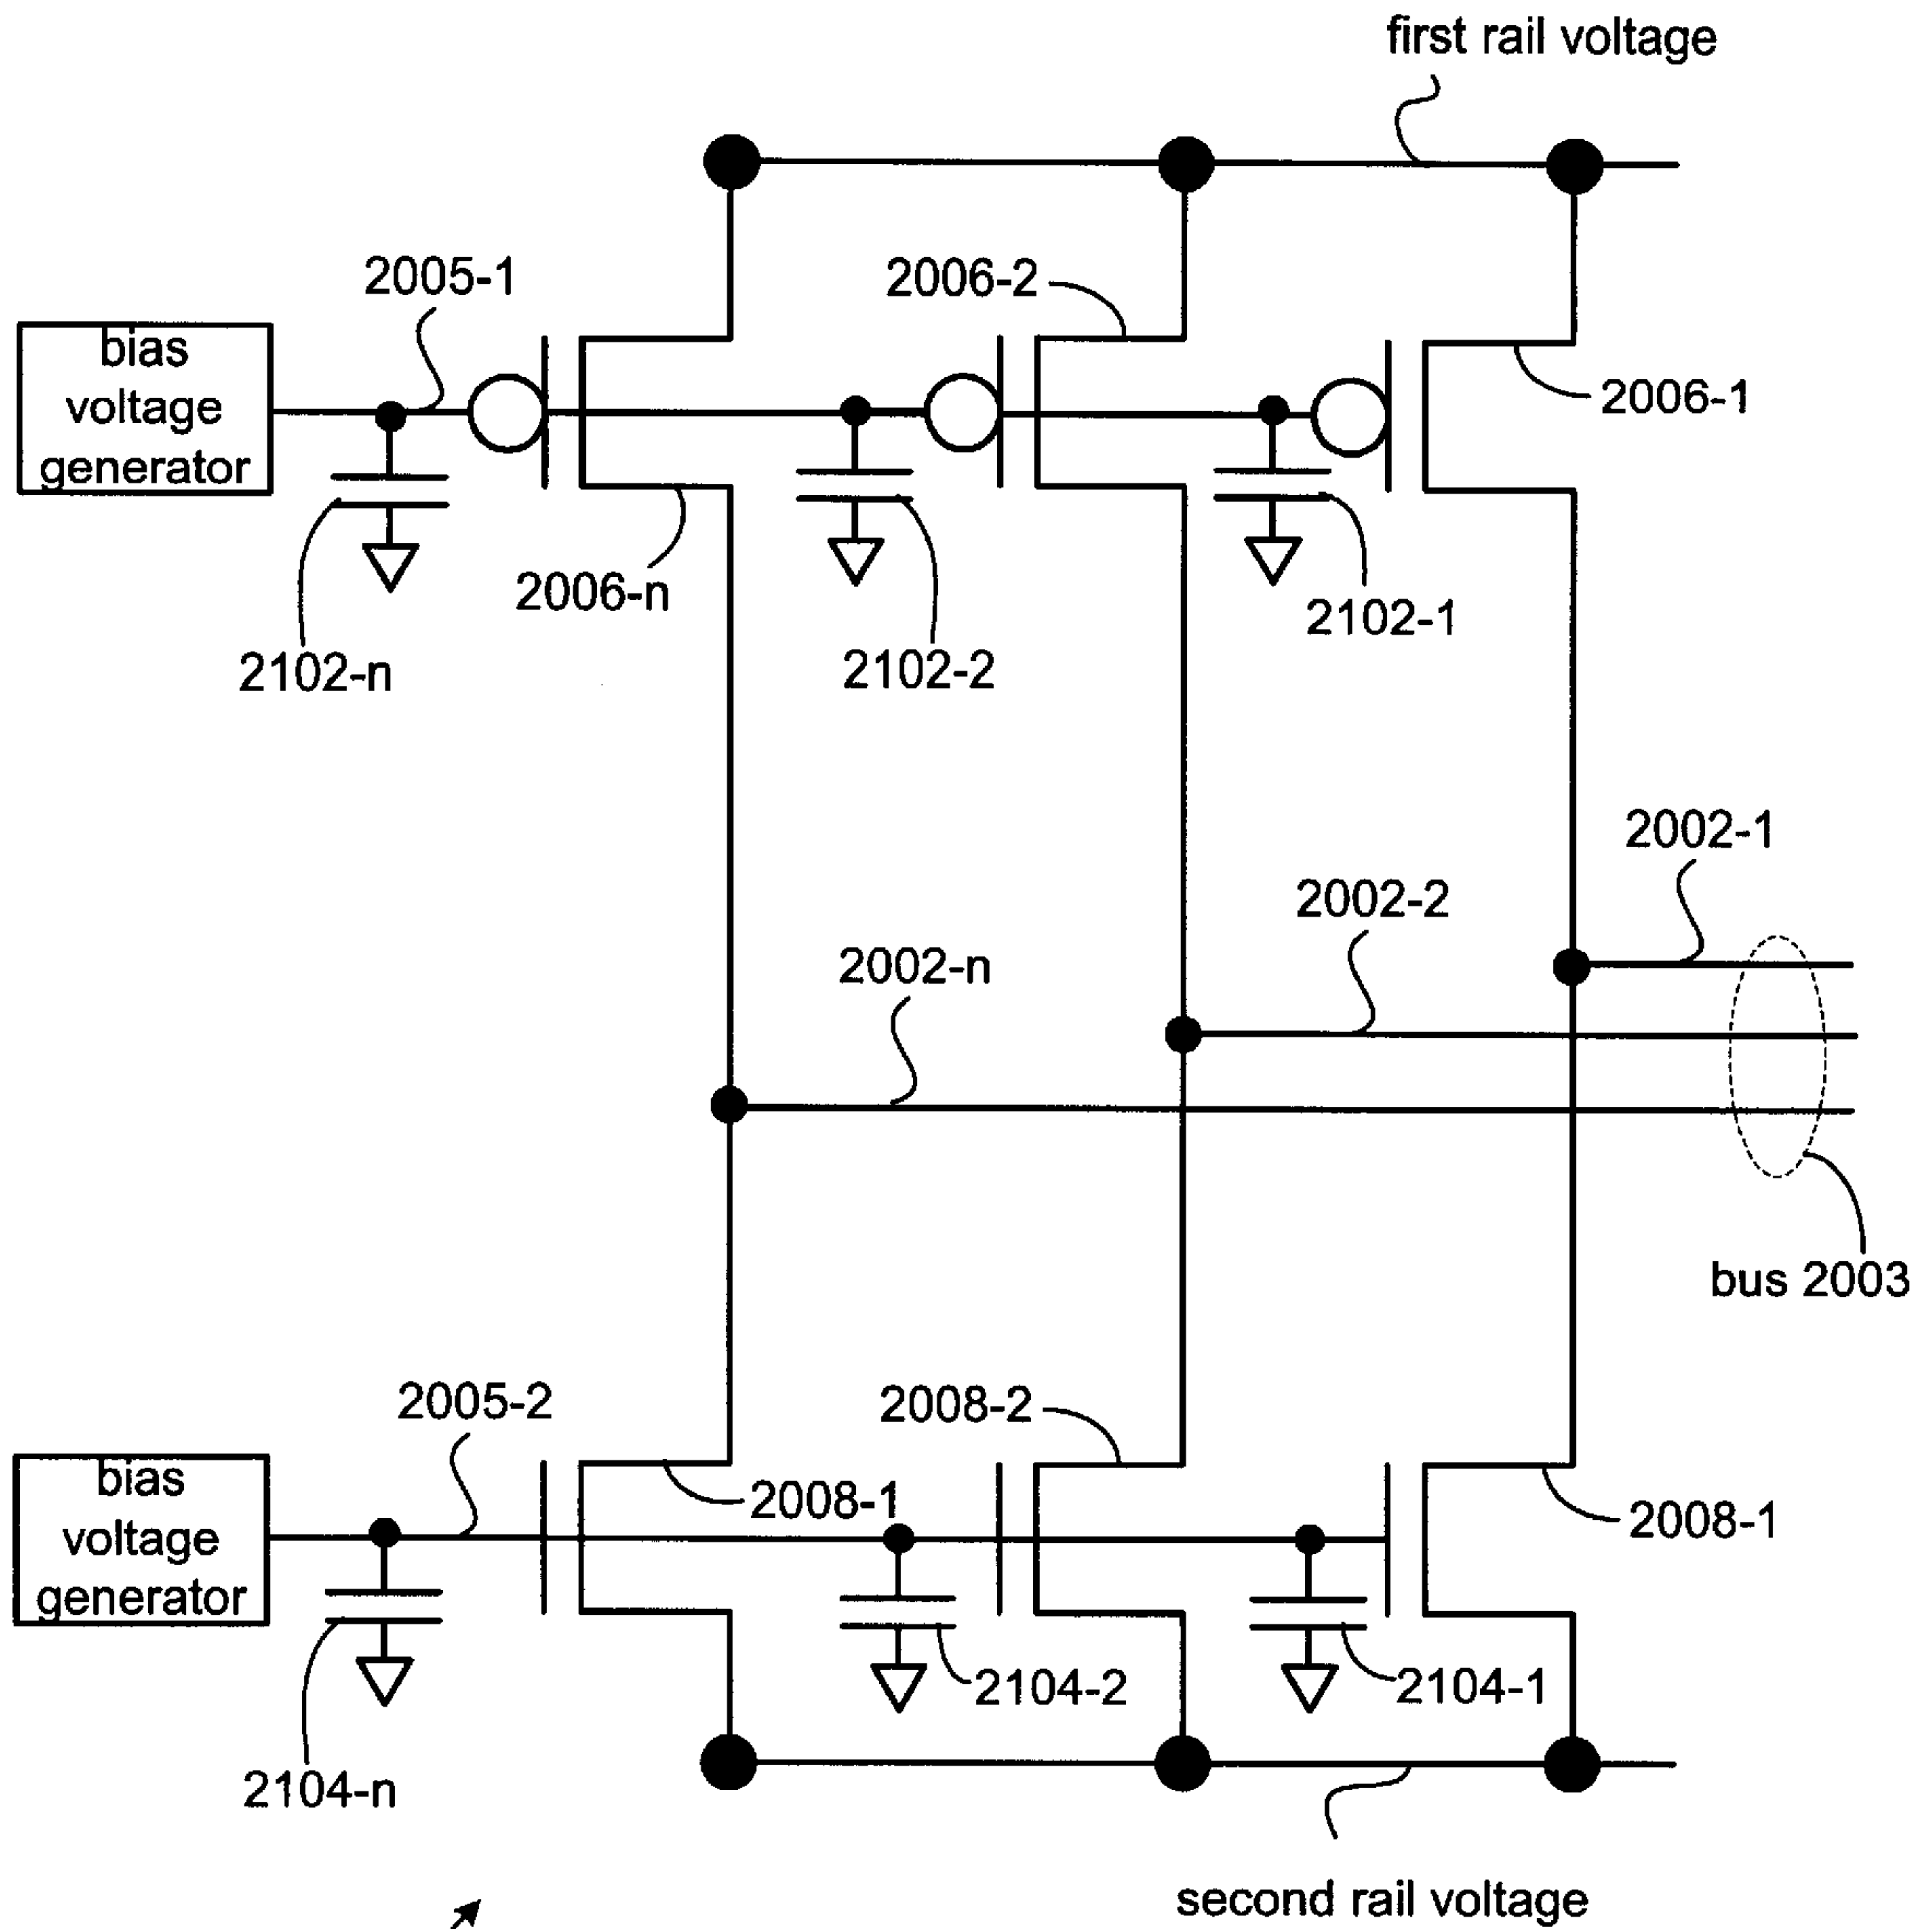 first rail voltage
2005-1
2006-2
bias
voltage
generator
2006-1
2006-n
2102-1
2102-n
2102-2
2002-1
2002-2
2002-n
bus 2003
2005-2
2008-2
bias
voltage
generator
2008-1
2008-1
2104-2
2104-1
2104-n
second rail voltage